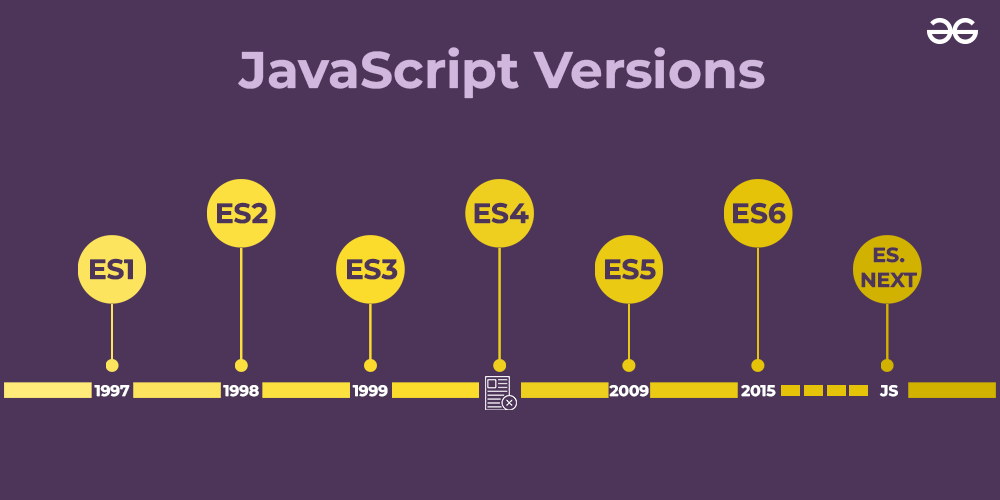 JavaScript Versions
ES1
ES2
ES3
ES4
ES5
ES6
ES.
NEXT
1997
1998
1999
2009
2015
JS